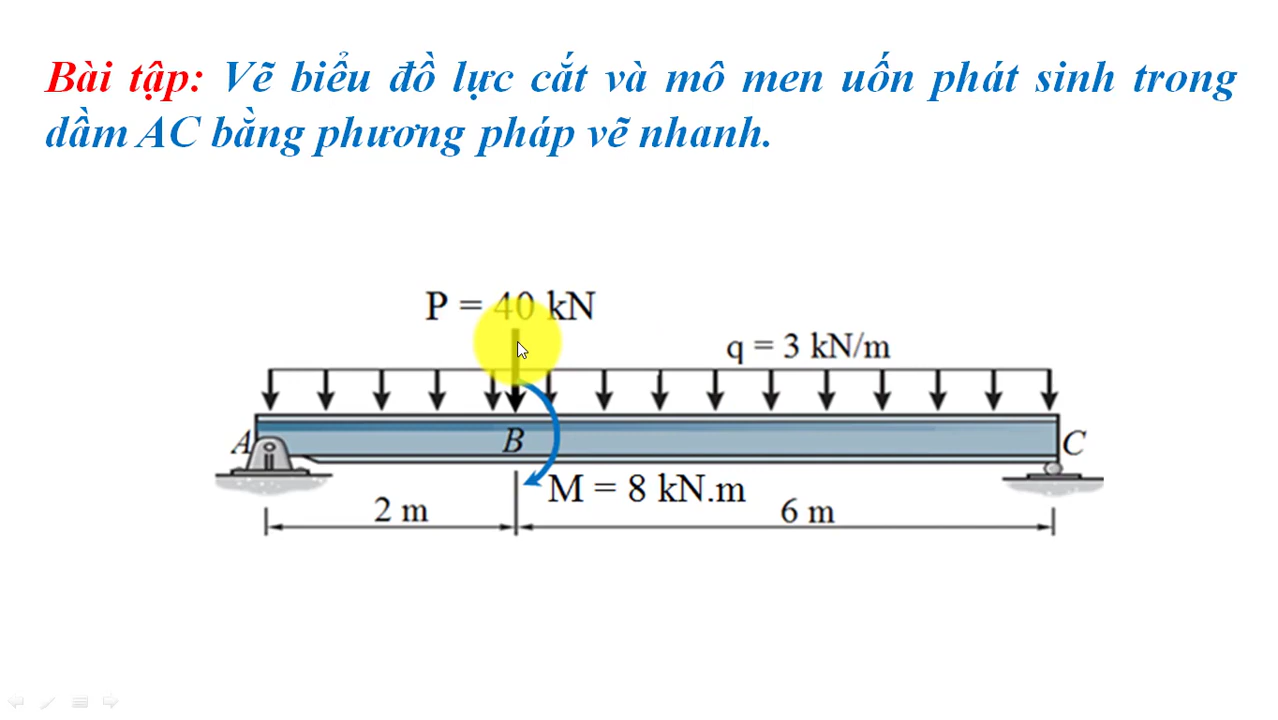 Bài tập: Vẽ biểu đồ lực cắt và mô men uốn phát sinh trong
dầm AC bằng phương pháp vẽ nhanh.
P = 40 kN
q = 3 kN/m
A
B
C
M = 8 kN.m
2 m
6 m